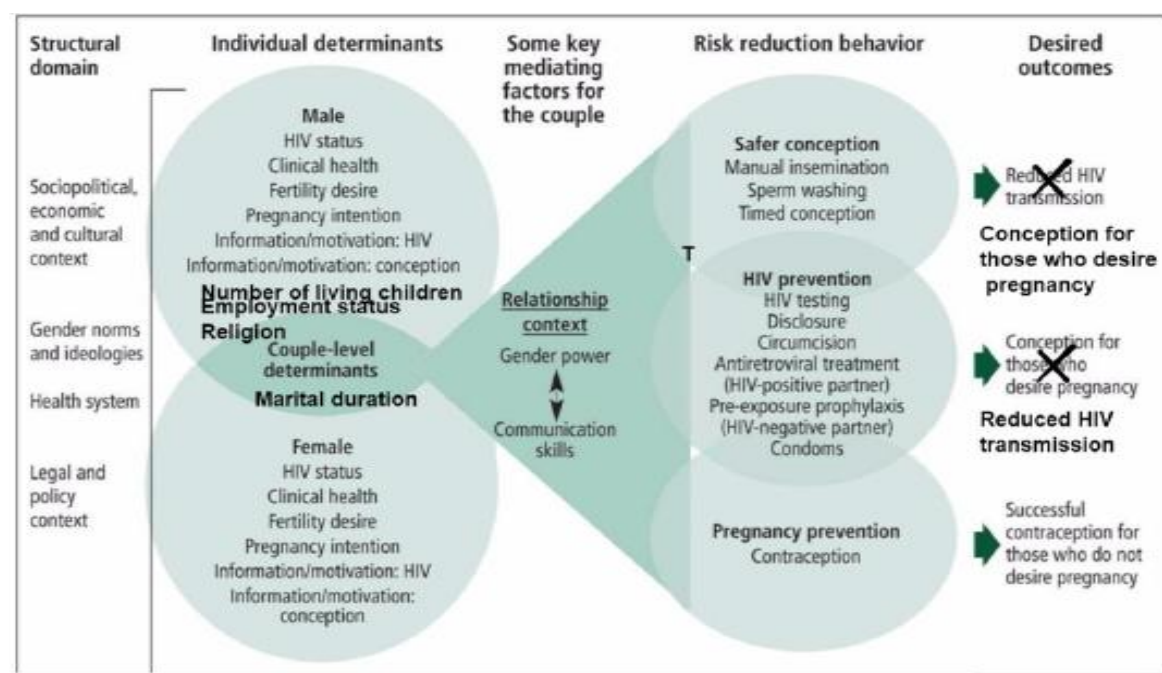 Structural
domain
Individual determinants
Some key
mediating
factors for
the couple
Risk reduction behavior
Desired
outcomes
Sociopolitical,
economic
and cultural
context
Gender norms
and ideologies
Health system
Legal and
policy
context
Male
HIV status
Clinical health
Fertility desire
Pregnancy intention
Information/motivation: HIV
Information/motivation: conception
Number of living children
Employment status
Religion
Couple-level
determinants
Marital duration
Female
HIV status
Clinical health
Fertility desire
Pregnancy intention
Information/motivation: HIV
Information/motivation:
conception
Relationship
context
Gender power
Communication
skills
T
Safer conception
Manual insemination
Sperm washing
Timed conception
HIV prevention
HIV testing
Disclosure
Circumcision
Antiretroviral treatment
(HIV-positive partner)
Pre-exposure prophylaxis
(HIV-negative partner)
Condoms
Pregnancy prevention
Contraception
Reduced HIV
transmission
Conception for
those who desire
pregnancy
Conception for
those who
desire pregnancy
Reduced HIV
transmission
Successful
contraception for
those who do not
desire pregnancy